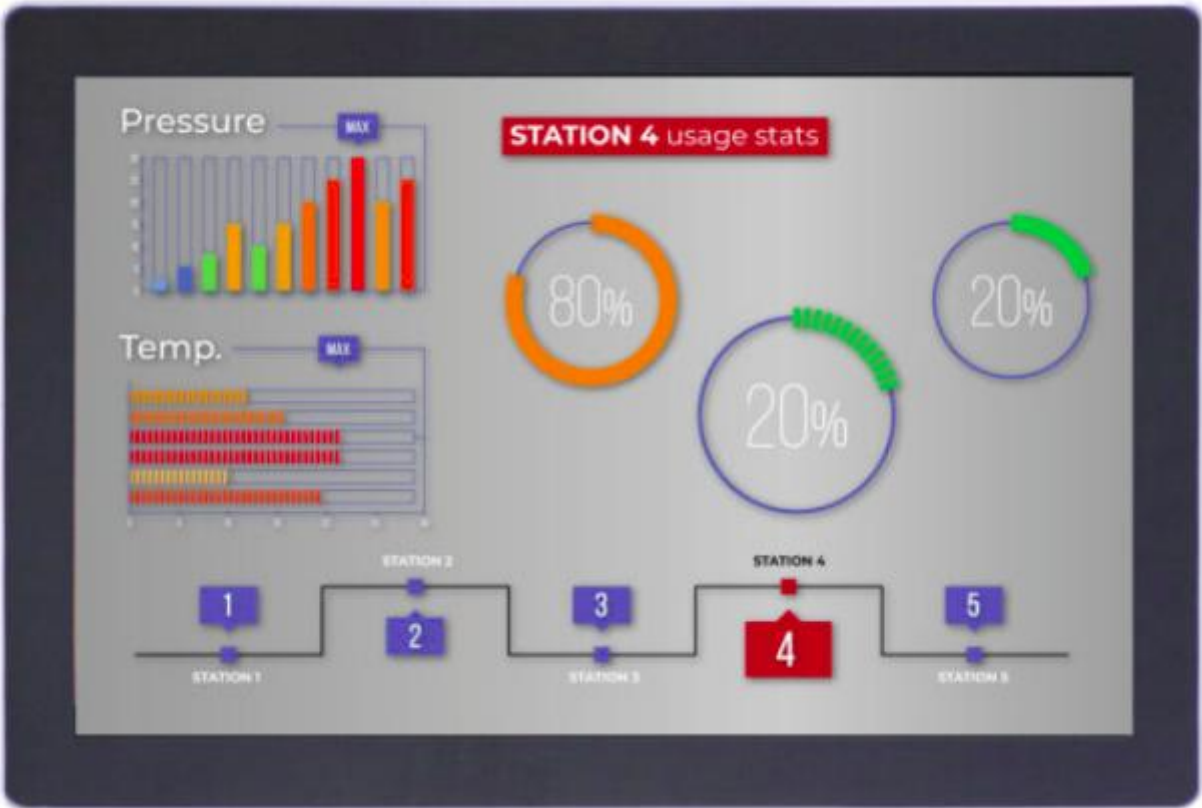 Pressure
MAX
STATION 4 usage stats
80%
20%
20%
Temp.
MAX
STATION 2
STATION 4
1
3
5
2
4
STATION 1
STATION 3
STATION 5